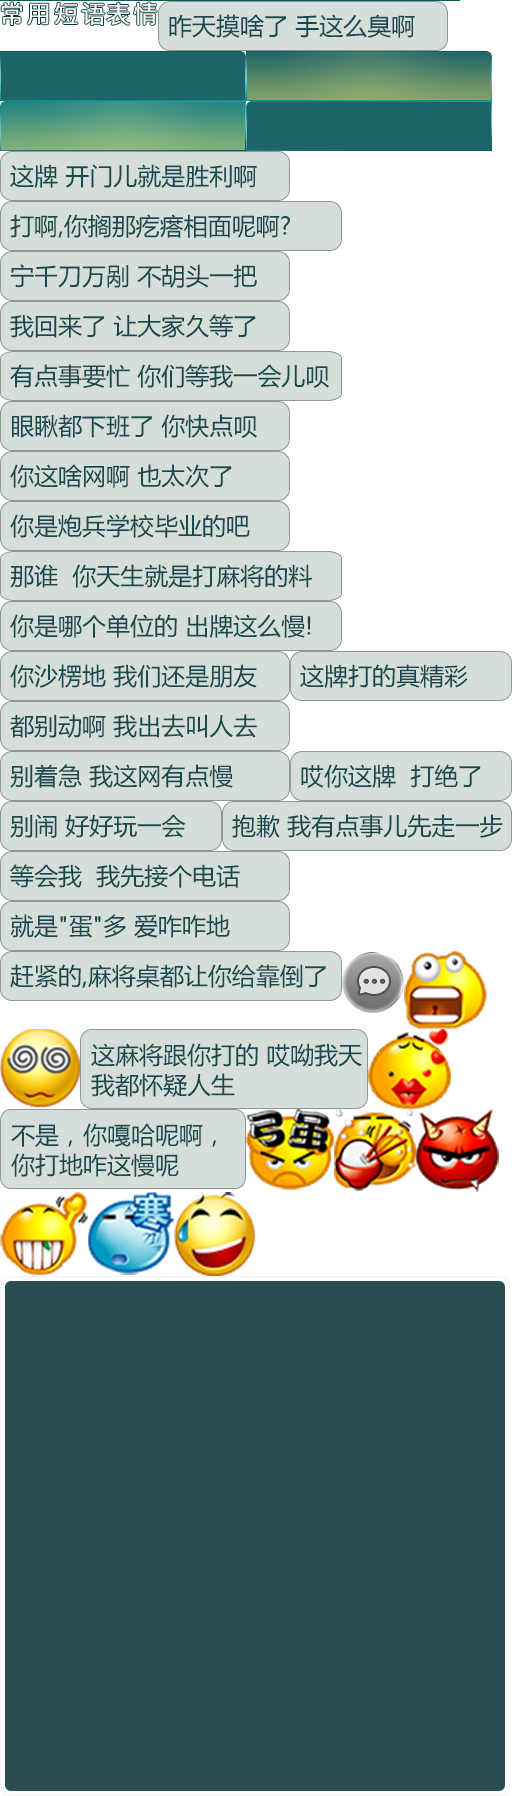 常用短语表情
昨天摸啥了 手这么臭啊
这牌 开门儿就是胜利啊
打啊,你搁那疙瘩相面呢啊?
宁千刀万剐 不胡头一把
我回来了 让大家久等了
有点事要忙 你们等我一会儿呗
眼瞅都下班了 你快点呗
你这啥网啊 也太次了
你是炮兵学校毕业的吧
那谁  你天生就是打麻将的料
你是哪个单位的 出牌这么慢!
你沙楞地 我们还是朋友
这牌打的真精彩
都别动啊 我出去叫人去
别着急 我这网有点慢
哎你这牌  打绝了
别闹 好好玩一会
抱歉 我有点事儿先走一步
等会我  我先接个电话
就是"蛋"多 爱咋咋地
赶紧的,麻将桌都让你给靠倒了
这麻将跟你打的 哎呦我天
我都怀疑人生
不是，你嘎哈呢啊，
你打地咋这慢呢
弓虽
寒